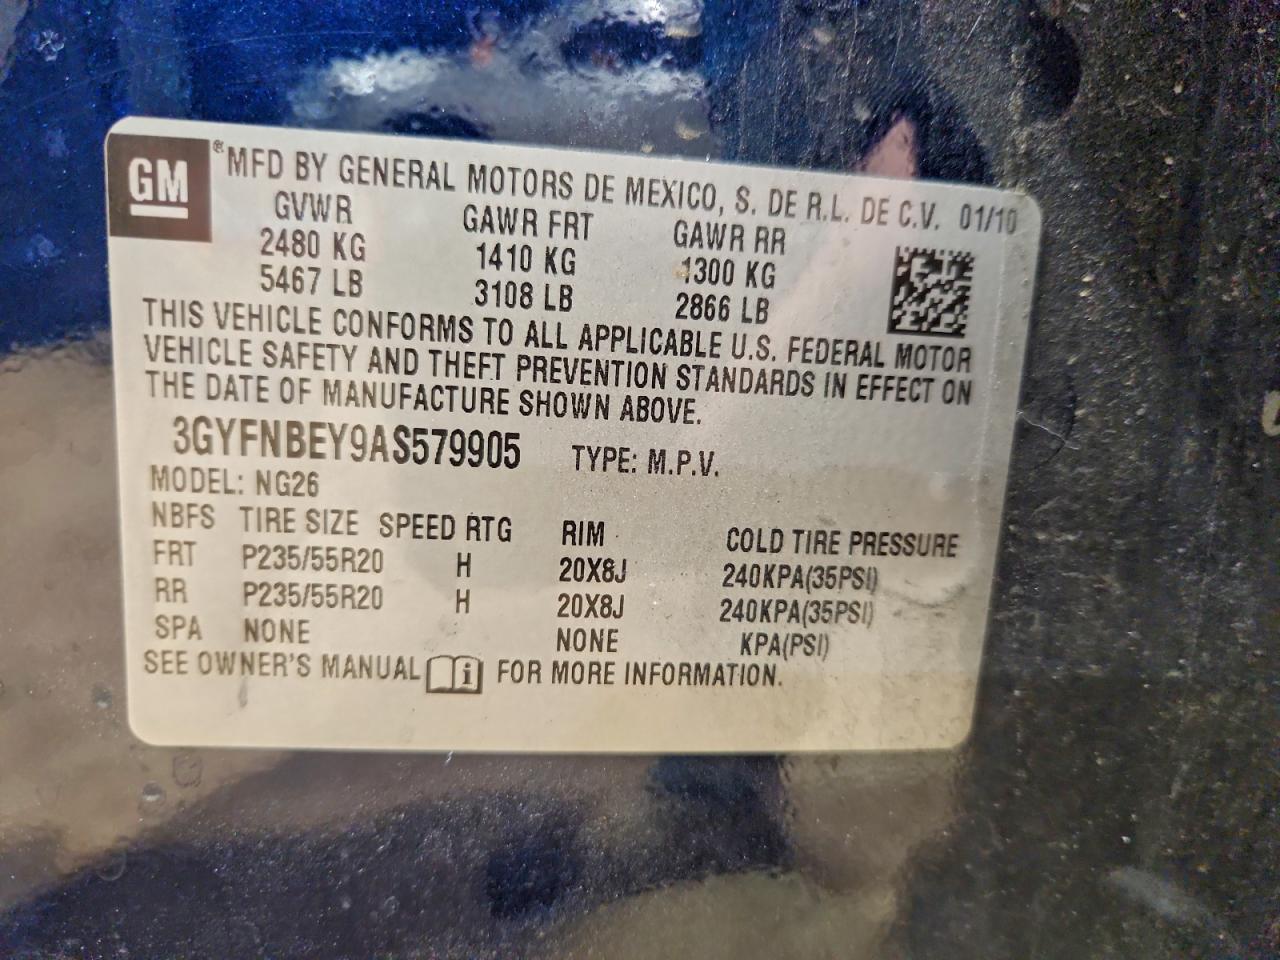 GM ® MFD BY GENERAL MOTORS DE MEXICO, S. DE R.L. DE C.V. 01/10
GVWR GAWR FRT GAWR RR
2480 KG 1410 KG 1300 KG
5467 LB 3108 LB 2866 LB
THIS VEHICLE CONFORMS TO ALL APPLICABLE U.S. FEDERAL MOTOR
VEHICLE SAFETY AND THEFT PREVENTION STANDARDS IN EFFECT ON
THE DATE OF MANUFACTURE SHOWN ABOVE.
3GYFNBEY9AS579905 TYPE: M.P.V.
MODEL: NG26
NBFS TIRE SIZE SPEED RTG RIM COLD TIRE PRESSURE
FRT P235/55R20 H 20X8J 240KPA(35PSI)
RR P235/55R20 H 20X8J 240KPA(35PSI)
SPA NONE NONE KPA(PSI)
SEE OWNER'S MANUAL i FOR MORE INFORMATION.